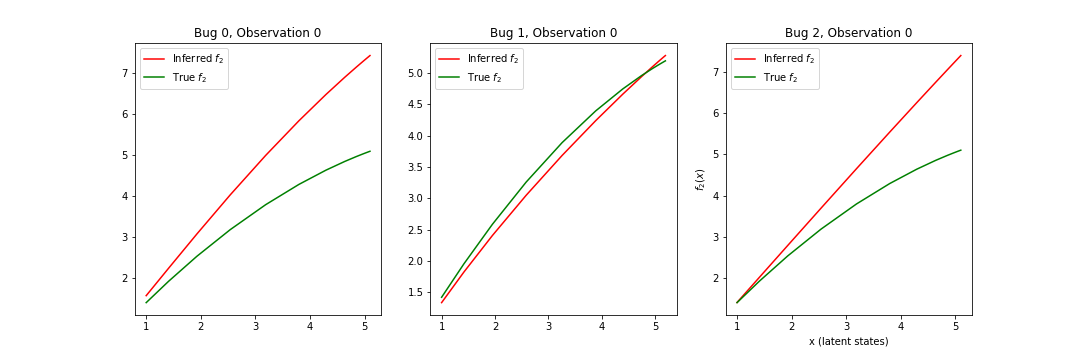 Bug 0, Observation 0
Inferred f₂
True f₂
7
6
5
4
3
2
1 2 3 4 5
Bug 1, Observation 0
Inferred f₂
True f₂
5.0
4.5
4.0
3.5
3.0
2.5
2.0
1.5
1 2 3 4 5
Bug 2, Observation 0
Inferred f₂
True f₂
f₂(x)
7
6
5
4
3
2
1 2 3 4 5
x (latent states)